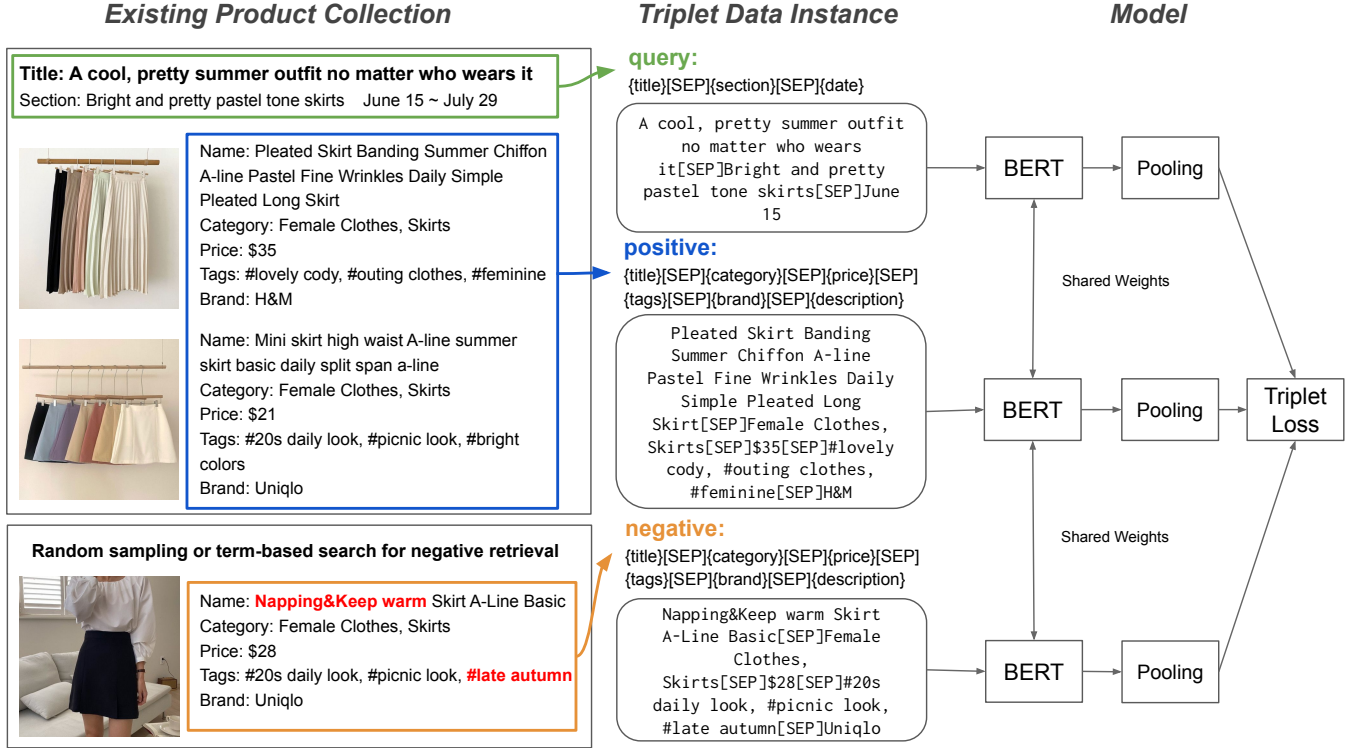 Existing Product Collection
Triplet Data Instance
Model
Title: A cool, pretty summer outfit no matter who wears it
Section: Bright and pretty pastel tone skirts June 15 ~ July 29
Name: Pleated Skirt Banding Summer Chiffon
A-line Pastel Fine Wrinkles Daily Simple
Pleated Long Skirt
Category: Female Clothes, Skirts
Price: $35
Tags: #lovely cody, #outing clothes, #feminine
Brand: H&M
Name: Mini skirt high waist A-line summer
skirt basic daily split span a-line
Category: Female Clothes, Skirts
Price: $21
Tags: #20s daily look, #picnic look, #bright
colors
Brand: Uniqlo
Random sampling or term-based search for negative retrieval
Name: Napping&Keep warm Skirt A-Line Basic
Category: Female Clothes, Skirts
Price: $28
Tags: #20s daily look, #picnic look, #late autumn
Brand: Uniqlo
query:
{title}[SEP]{section}[SEP]{date}
A cool, pretty summer outfit
no matter who wears
it[SEP]Bright and pretty
pastel tone skirts[SEP]June
15
positive:
{title}[SEP]{category}[SEP]{price}[SEP]
{tags}[SEP]{brand}[SEP]{description}
Pleated Skirt Banding
Summer Chiffon A-line
Pastel Fine Wrinkles Daily
Simple Pleated Long
Skirt[SEP]Female Clothes,
Skirts[SEP]$35[SEP]#lovely
cody, #outing clothes,
#feminine[SEP]H&M
negative:
{title}[SEP]{category}[SEP]{price}[SEP]
{tags}[SEP]{brand}[SEP]{description}
Napping&Keep warm Skirt
A-Line Basic[SEP]Female
Clothes,
Skirts[SEP]$28[SEP]#20s
daily look, #picnic look,
#late autumn[SEP]Uniqlo
BERT
Pooling
Shared Weights
BERT
Pooling
Triplet
Loss
Shared Weights
BERT
Pooling